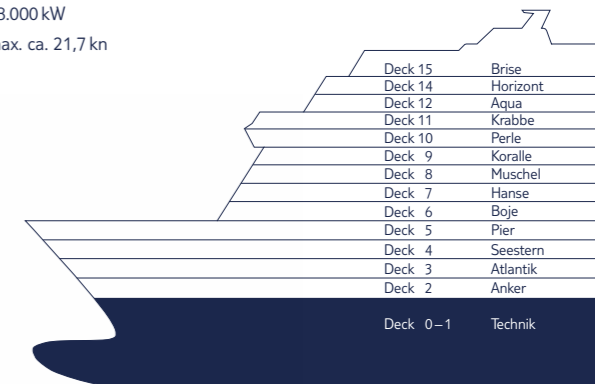 8.000 kW
max. ca. 21,7 kn
Deck 15 Brise
Deck 14 Horizont
Deck 12 Aqua
Deck 11 Krabbe
Deck 10 Perle
Deck 9 Koralle
Deck 8 Muschel
Deck 7 Hanse
Deck 6 Boje
Deck 5 Pier
Deck 4 Seestern
Deck 3 Atlantik
Deck 2 Anker
Deck 0–1 Technik